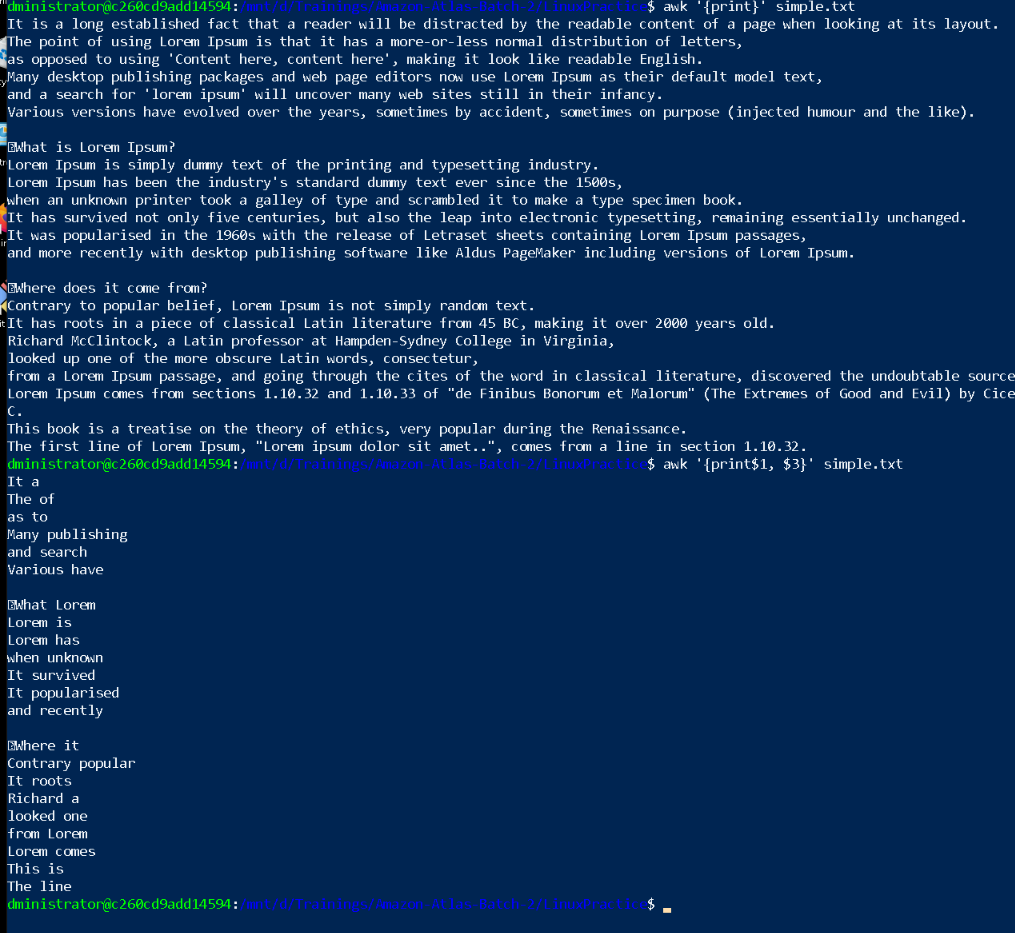 dministrator@c260cd9add14594:/mnt/d/Trainings/Amazon-Atlas-Batch-2/LinuxPractice$ awk '{print}' simple.txt
It is a long established fact that a reader will be distracted by the readable content of a page when looking at its layout.
The point of using Lorem Ipsum is that it has a more-or-less normal distribution of letters,
as opposed to using 'Content here, content here', making it look like readable English.
Many desktop publishing packages and web page editors now use Lorem Ipsum as their default model text,
and a search for 'lorem ipsum' will uncover many web sites still in their infancy.
Various versions have evolved over the years, sometimes by accident, sometimes on purpose (injected humour and the like).
What is Lorem Ipsum?
Lorem Ipsum is simply dummy text of the printing and typesetting industry.
Lorem Ipsum has been the industry's standard dummy text ever since the 1500s,
when an unknown printer took a galley of type and scrambled it to make a type specimen book.
It has survived not only five centuries, but also the leap into electronic typesetting, remaining essentially unchanged.
It was popularised in the 1960s with the release of Letraset sheets containing Lorem Ipsum passages,
and more recently with desktop publishing software like Aldus PageMaker including versions of Lorem Ipsum.
Where does it come from?
Contrary to popular belief, Lorem Ipsum is not simply random text.
It has roots in a piece of classical Latin literature from 45 BC, making it over 2000 years old.
Richard McClintock, a Latin professor at Hampden-Sydney College in Virginia,
looked up one of the more obscure Latin words, consectetur,
from a Lorem Ipsum passage, and going through the cites of the word in classical literature, discovered the undoubtable source
Lorem Ipsum comes from sections 1.10.32 and 1.10.33 of "de Finibus Bonorum et Malorum" (The Extremes of Good and Evil) by Cice
C.
This book is a treatise on the theory of ethics, very popular during the Renaissance.
The first line of Lorem Ipsum, "Lorem ipsum dolor sit amet..", comes from a line in section 1.10.32.
dministrator@c260cd9add14594:/mnt/d/Trainings/Amazon-Atlas-Batch-2/LinuxPractice$ awk '{print$1, $3}' simple.txt
It a
The of
as to
Many publishing
and search
Various have
What Lorem
Lorem is
Lorem has
when unknown
It survived
It popularised
and recently
Where it
Contrary popular
It roots
Richard a
looked one
from Lorem
Lorem comes
This is
The line
dministrator@c260cd9add14594:/mnt/d/Trainings/Amazon-Atlas-Batch-2/LinuxPractice$